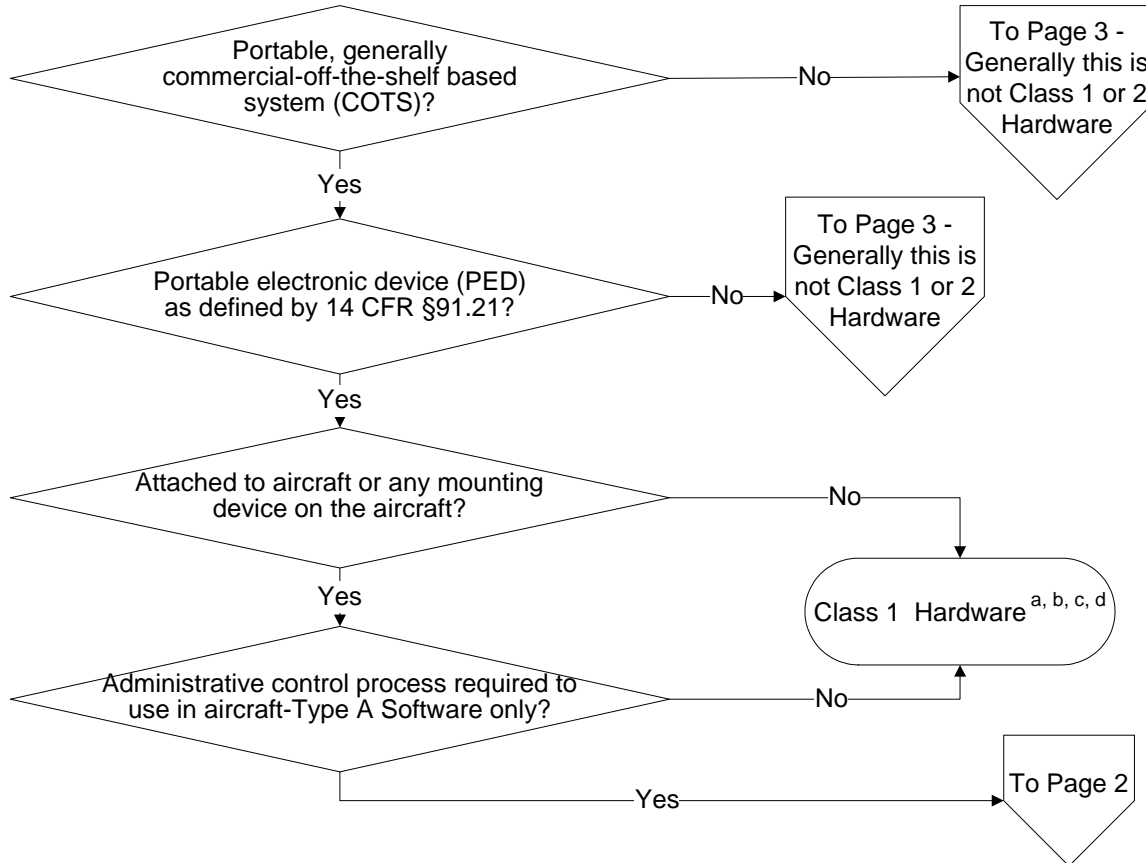 Portable, generally
commercial-off-the-shelf based
system (COTS)?
No
To Page 3 -
Generally this is
not Class 1 or 2
Hardware
Yes
Portable electronic device (PED)
as defined by 14 CFR §91.21?
No
To Page 3 -
Generally this is
not Class 1 or 2
Hardware
Yes
Attached to aircraft or any mounting
device on the aircraft?
No
Class 1 Hardware a, b, c, d
Yes
Administrative control process required to
use in aircraft-Type A Software only?
No
Yes
To Page 2